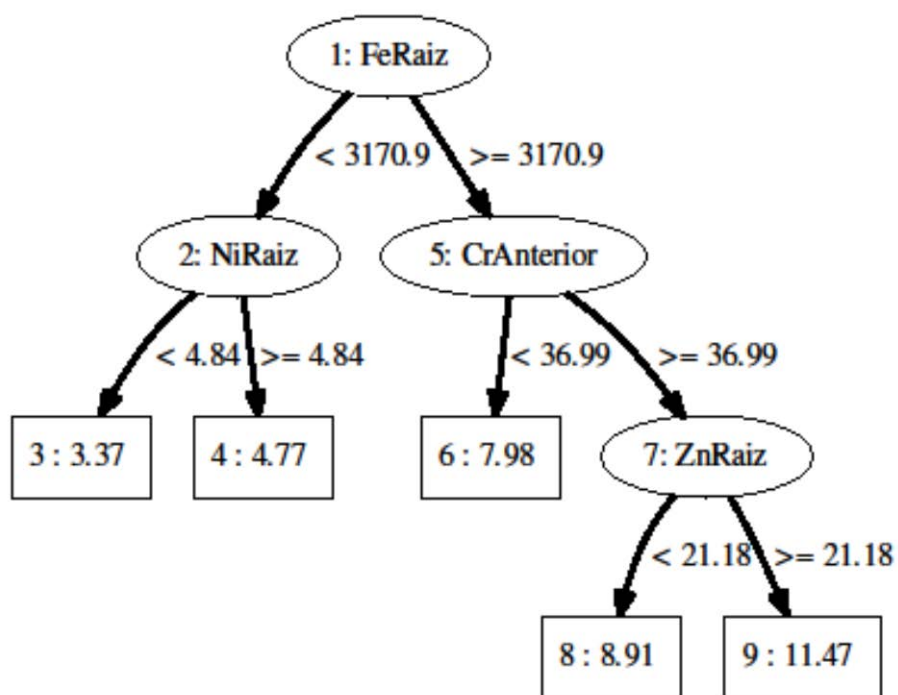 1: FeRaiz
< 3170.9 >= 3170.9
2: NiRaiz 5: CrAnterior
< 4.84 >= 4.84 < 36.99 >= 36.99
3 : 3.37 4 : 4.77 6 : 7.98 7: ZnRaiz
< 21.18 >= 21.18
8 : 8.91 9 : 11.47